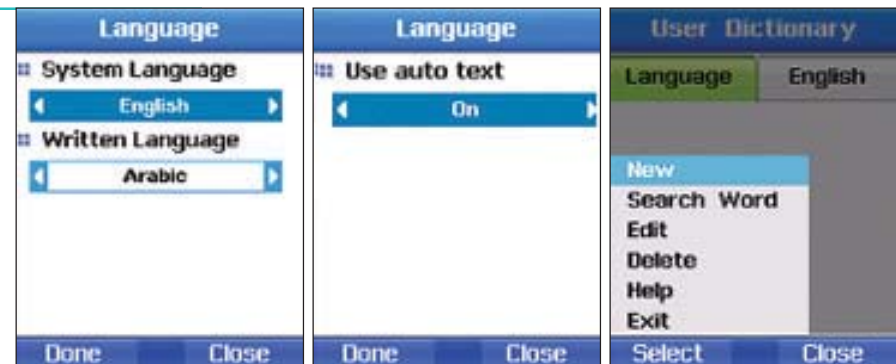 Language
System Language
English
Written Language
Arabic
Done Close
Language
Use auto text
On
Done Close
User Dictionary
Language English
New
Search Word
Edit
Delete
Help
Exit
Select Close